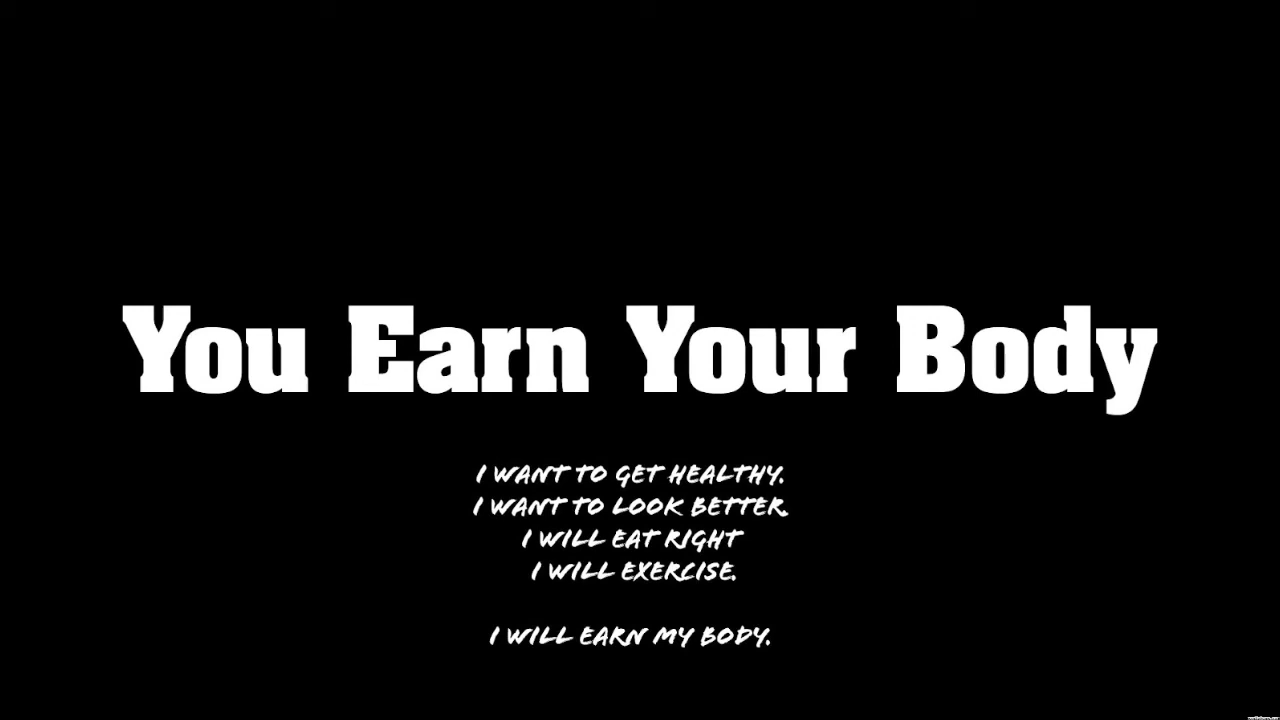 You Earn Your Body
I WANT TO GET HEALTHY.
I WANT TO LOOK BETTER.
I WILL EAT RIGHT
I WILL EXERCISE.
I WILL EARN MY BODY.